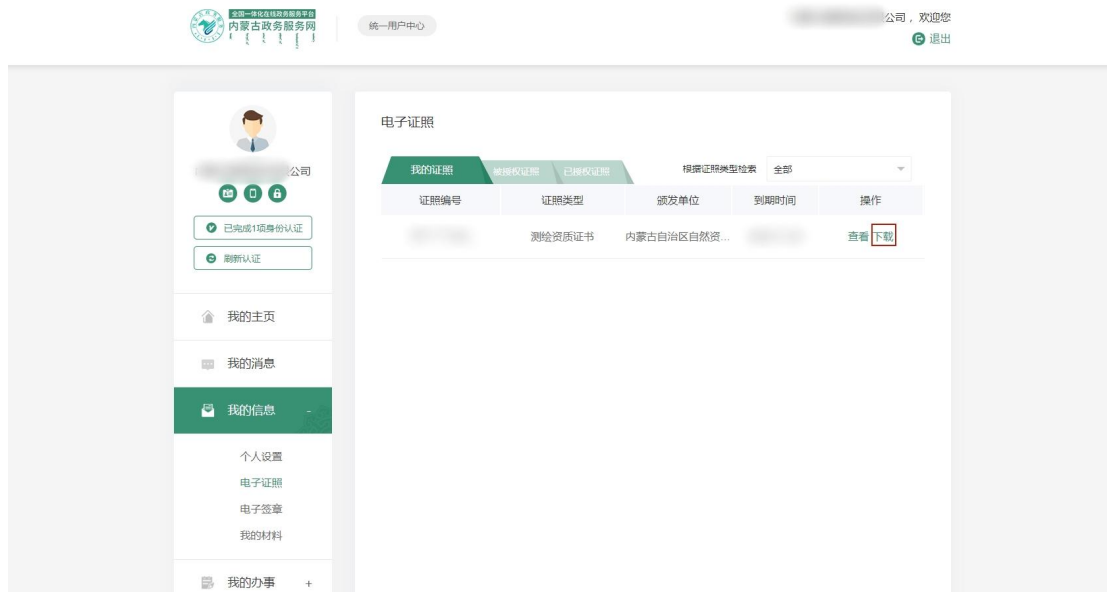 全国一体化在线政务服务平台
内蒙古政务服务网
统一用户中心
公司，欢迎您
退出
公司
已完成1项身份认证
刷新认证
我的主页
我的消息
我的信息 -
个人设置
电子证照
电子签章
我的材料
我的办事 +
电子证照
我的证照 被授权证照 已授权证照 根据证照类型检索 全部
证照编号 证照类型 颁发单位 到期时间 操作
测绘资质证书 内蒙古自治区自然资... 查看 下载